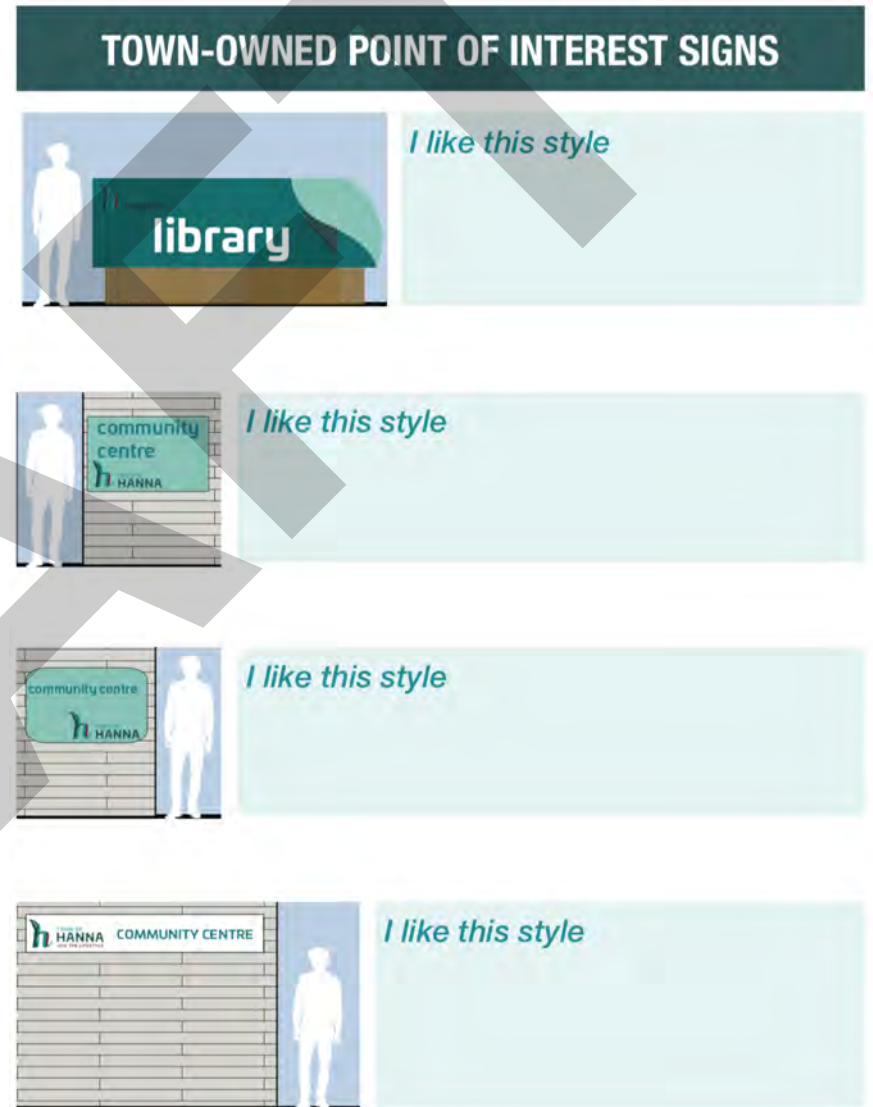 TOWN-OWNED POINT OF INTEREST SIGNS
I like this style
library
I like this style
community
centre
HANNA
I like this style
community centre
HANNA
I like this style
HANNA COMMUNITY CENTRE